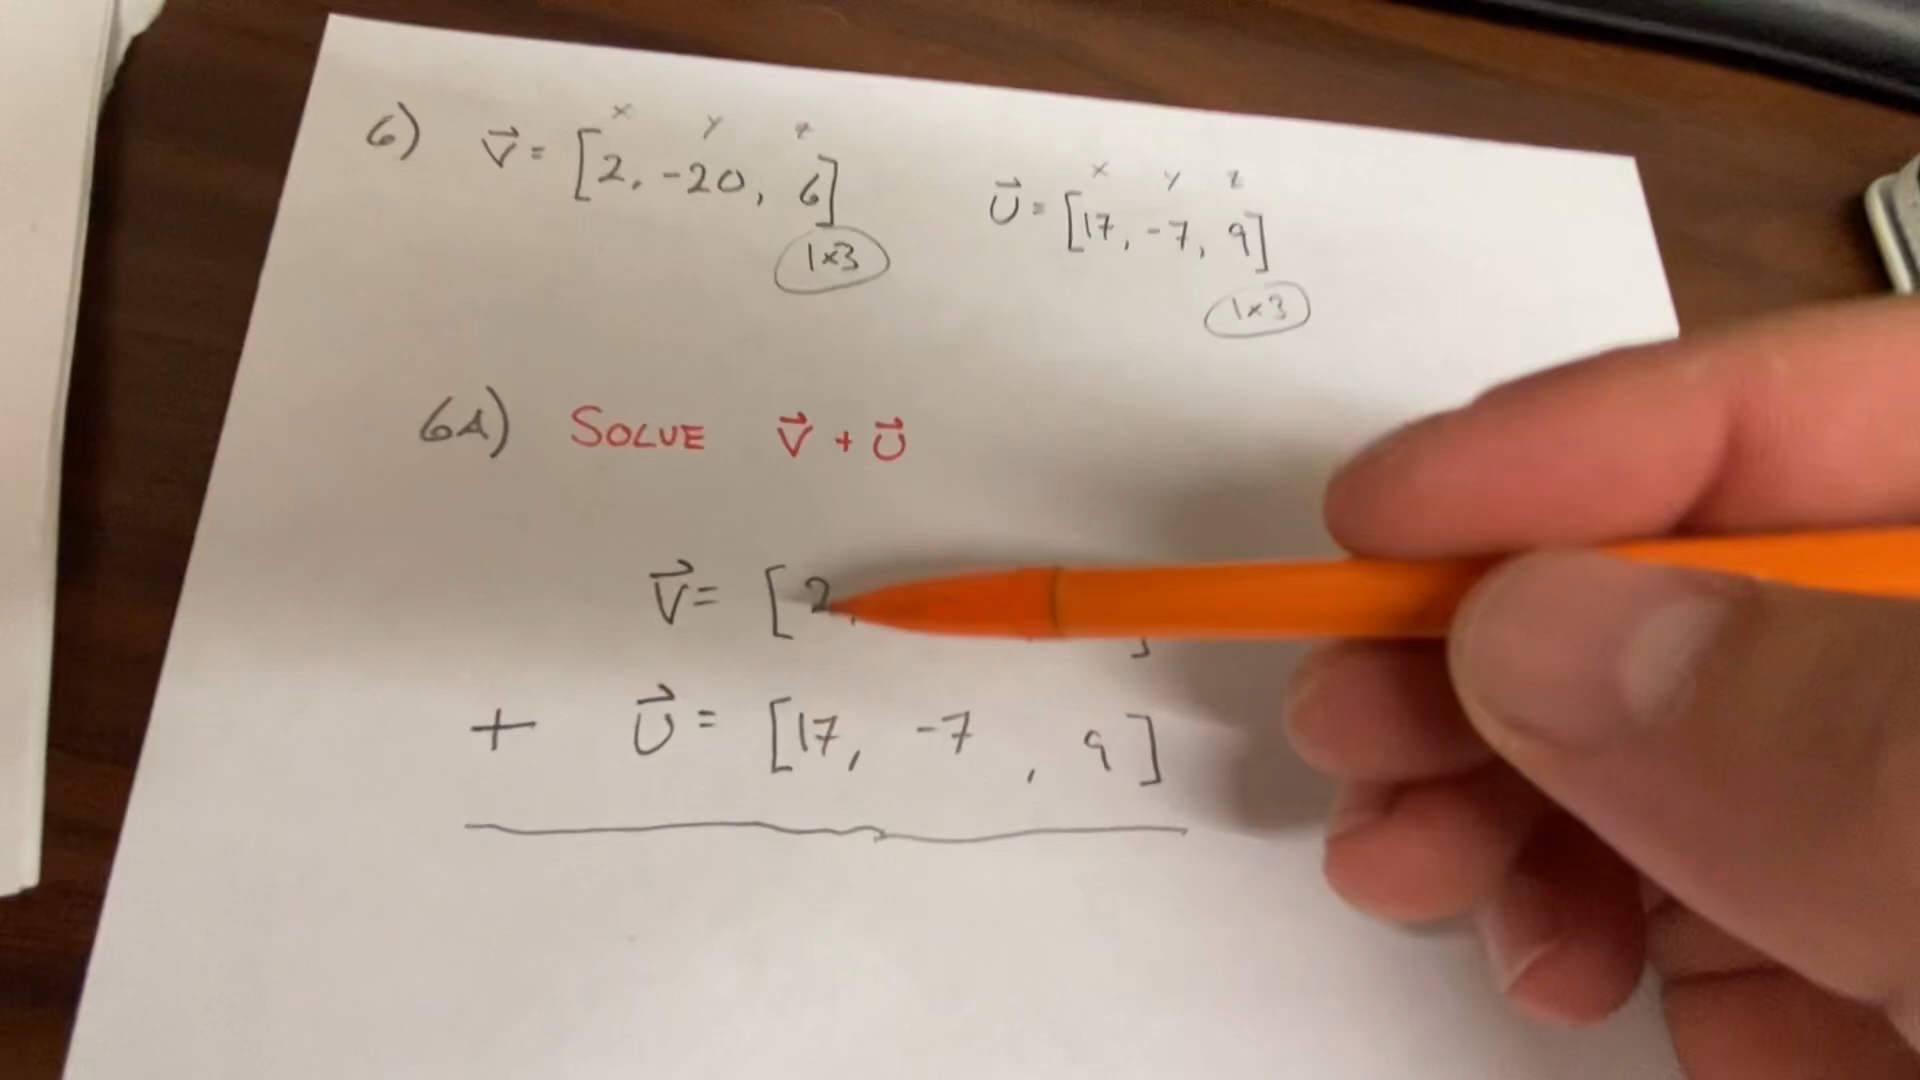 x y z
6) V⃗ = [2, -20, 6]
1x3
x y z
U⃗ = [17, -7, 9]
1x3
6A) SOLVE V⃗ + U⃗
V⃗ = [2, ]
+ U⃗ = [17, -7, 9]